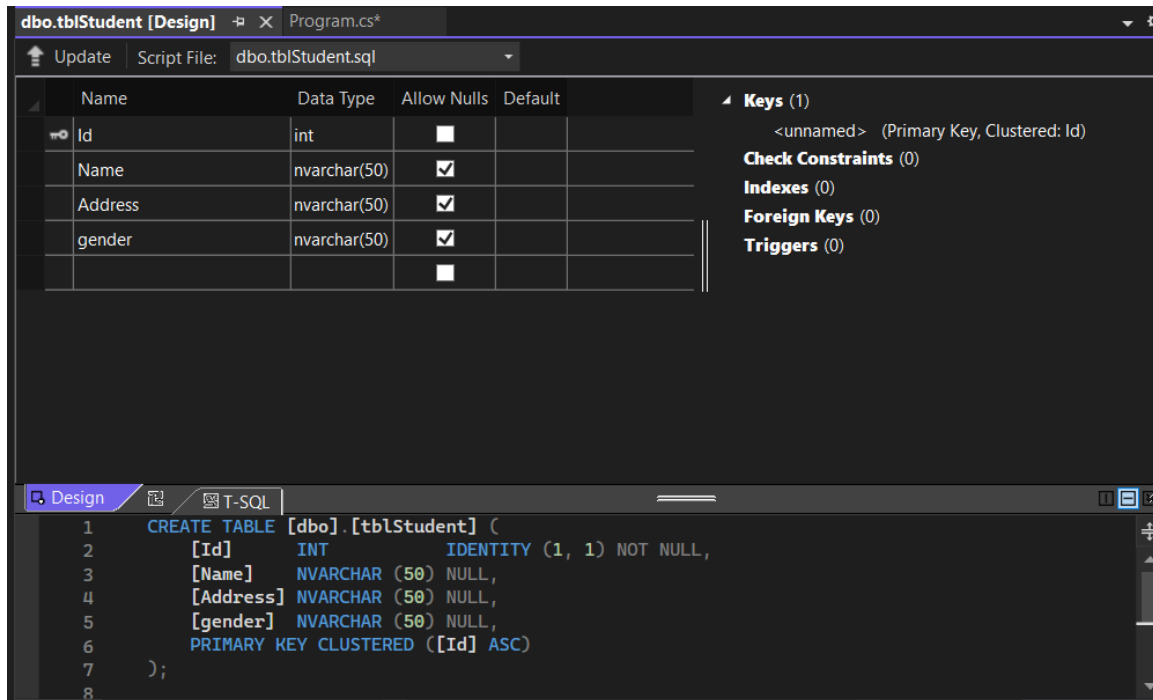 dbo.tblStudent [Design] Program.cs*
Update Script File: dbo.tblStudent.sql
Name Data Type Allow Nulls Default
Id int
Name nvarchar(50)
Address nvarchar(50)
gender nvarchar(50)
Keys (1)
<unnamed> (Primary Key, Clustered: Id)
Check Constraints (0)
Indexes (0)
Foreign Keys (0)
Triggers (0)
Design T-SQL
1 CREATE TABLE [dbo].[tblStudent] (
2 [Id] INT IDENTITY (1, 1) NOT NULL,
3 [Name] NVARCHAR (50) NULL,
4 [Address] NVARCHAR (50) NULL,
5 [gender] NVARCHAR (50) NULL,
6 PRIMARY KEY CLUSTERED ([Id] ASC)
7 );
8